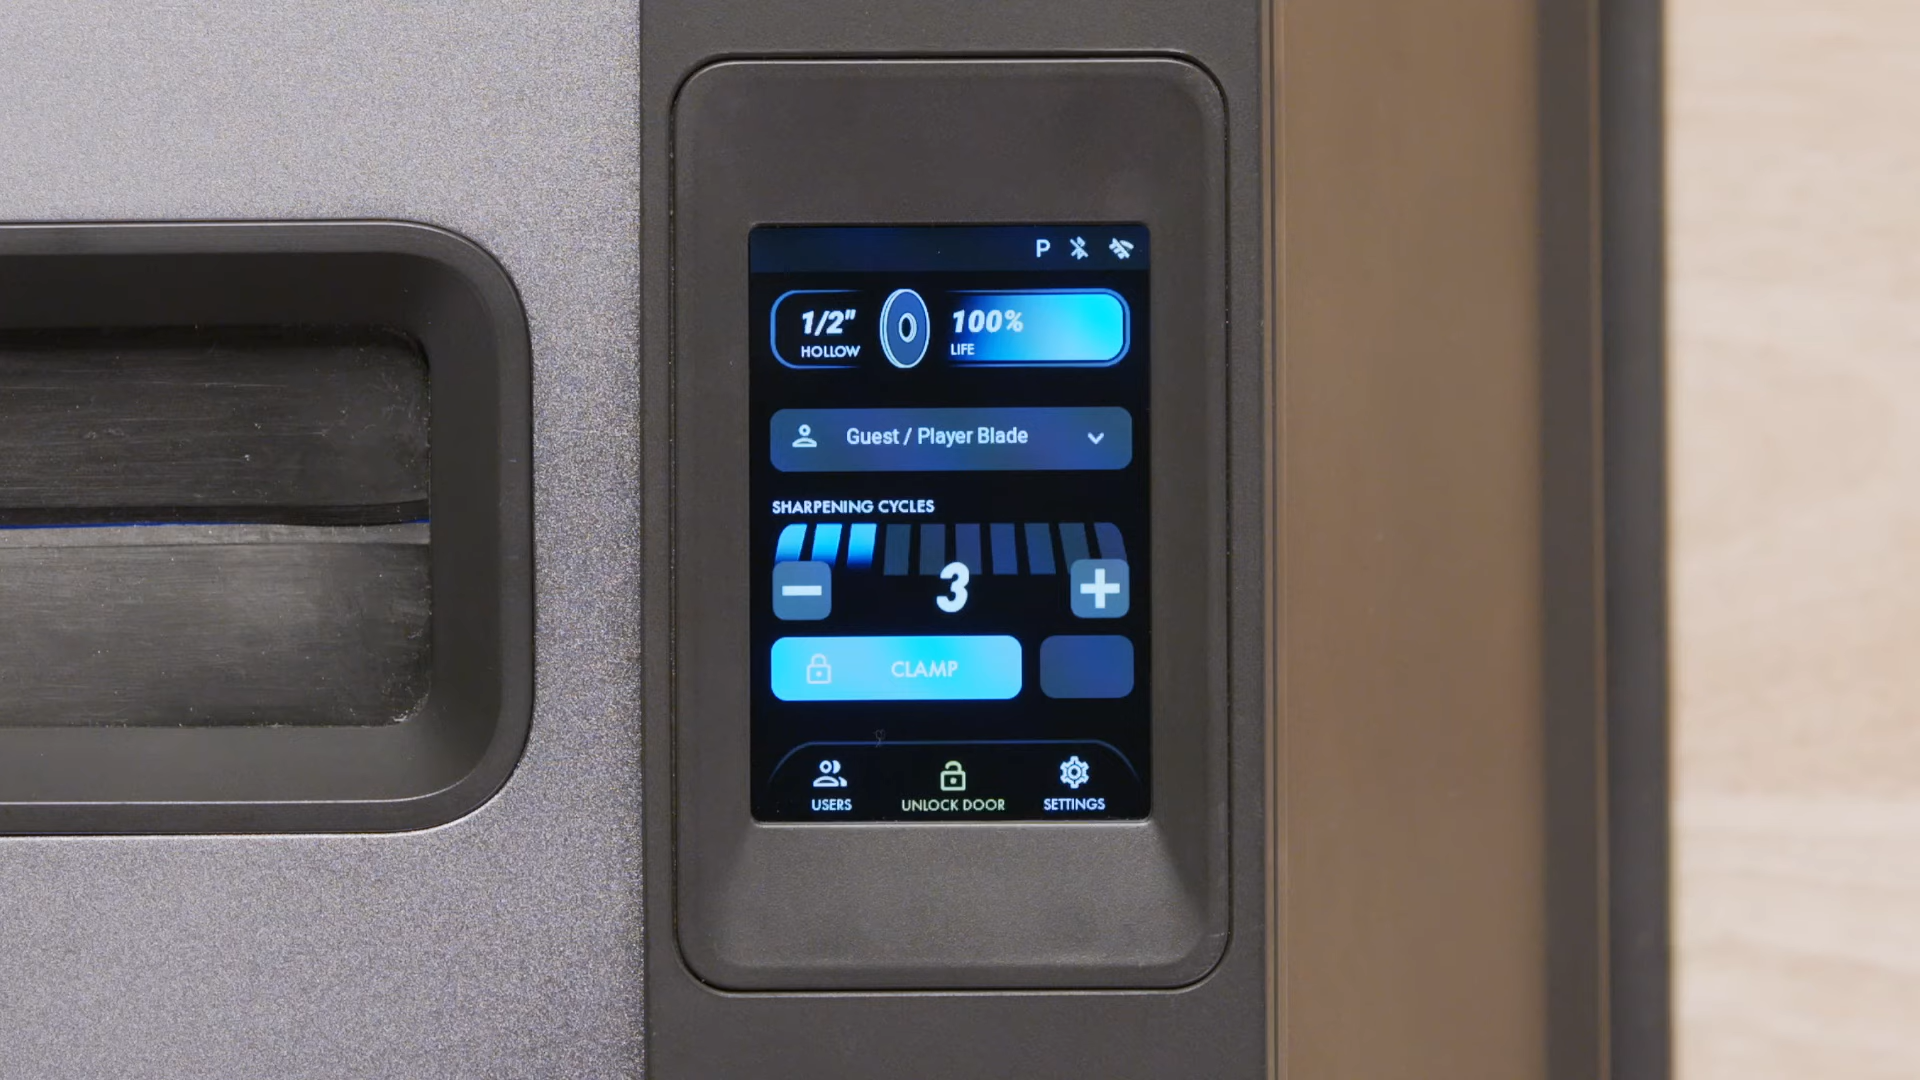 P
1/2"
HOLLOW
100%
LIFE
Guest / Player Blade
SHARPENING CYCLES
3
CLAMP
USERS
UNLOCK DOOR
SETTINGS